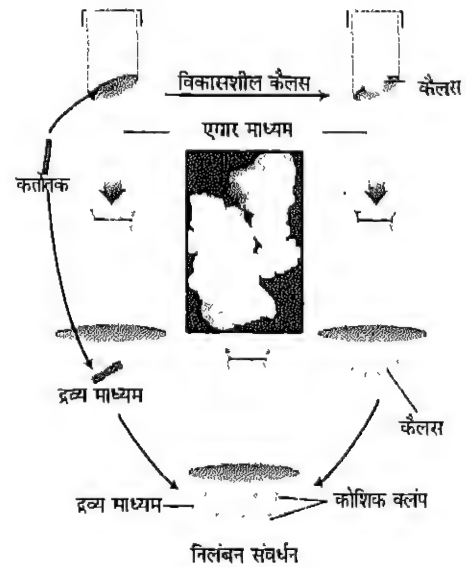 विकासशील कैलस
कैलस
एगार माध्यम
कर्तोतक
द्रव्य माध्यम
कैलस
द्रव्य माध्यम
कोशिक क्लंप
निलंबन संवर्धन